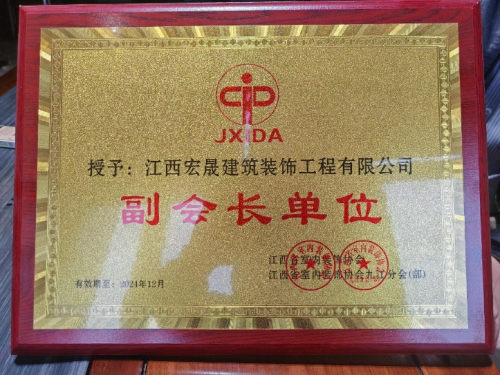 JXIDA
授予：江西宏晟建筑装饰工程有限公司
副会长单位
江西省室内装饰协会
江西省室内装饰协会九江分会(部)
有效期至：2024年12月